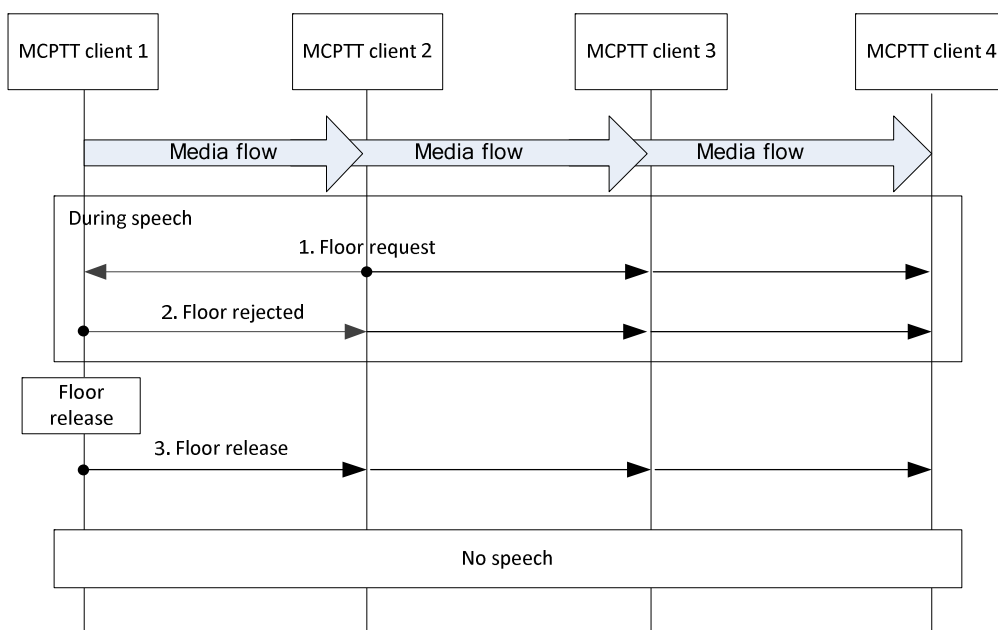 MCPTT client 1
MCPTT client 2
MCPTT client 3
MCPTT client 4
Media flow
Media flow
Media flow
During speech
1. Floor request
2. Floor rejected
Floor
release
3. Floor release
No speech